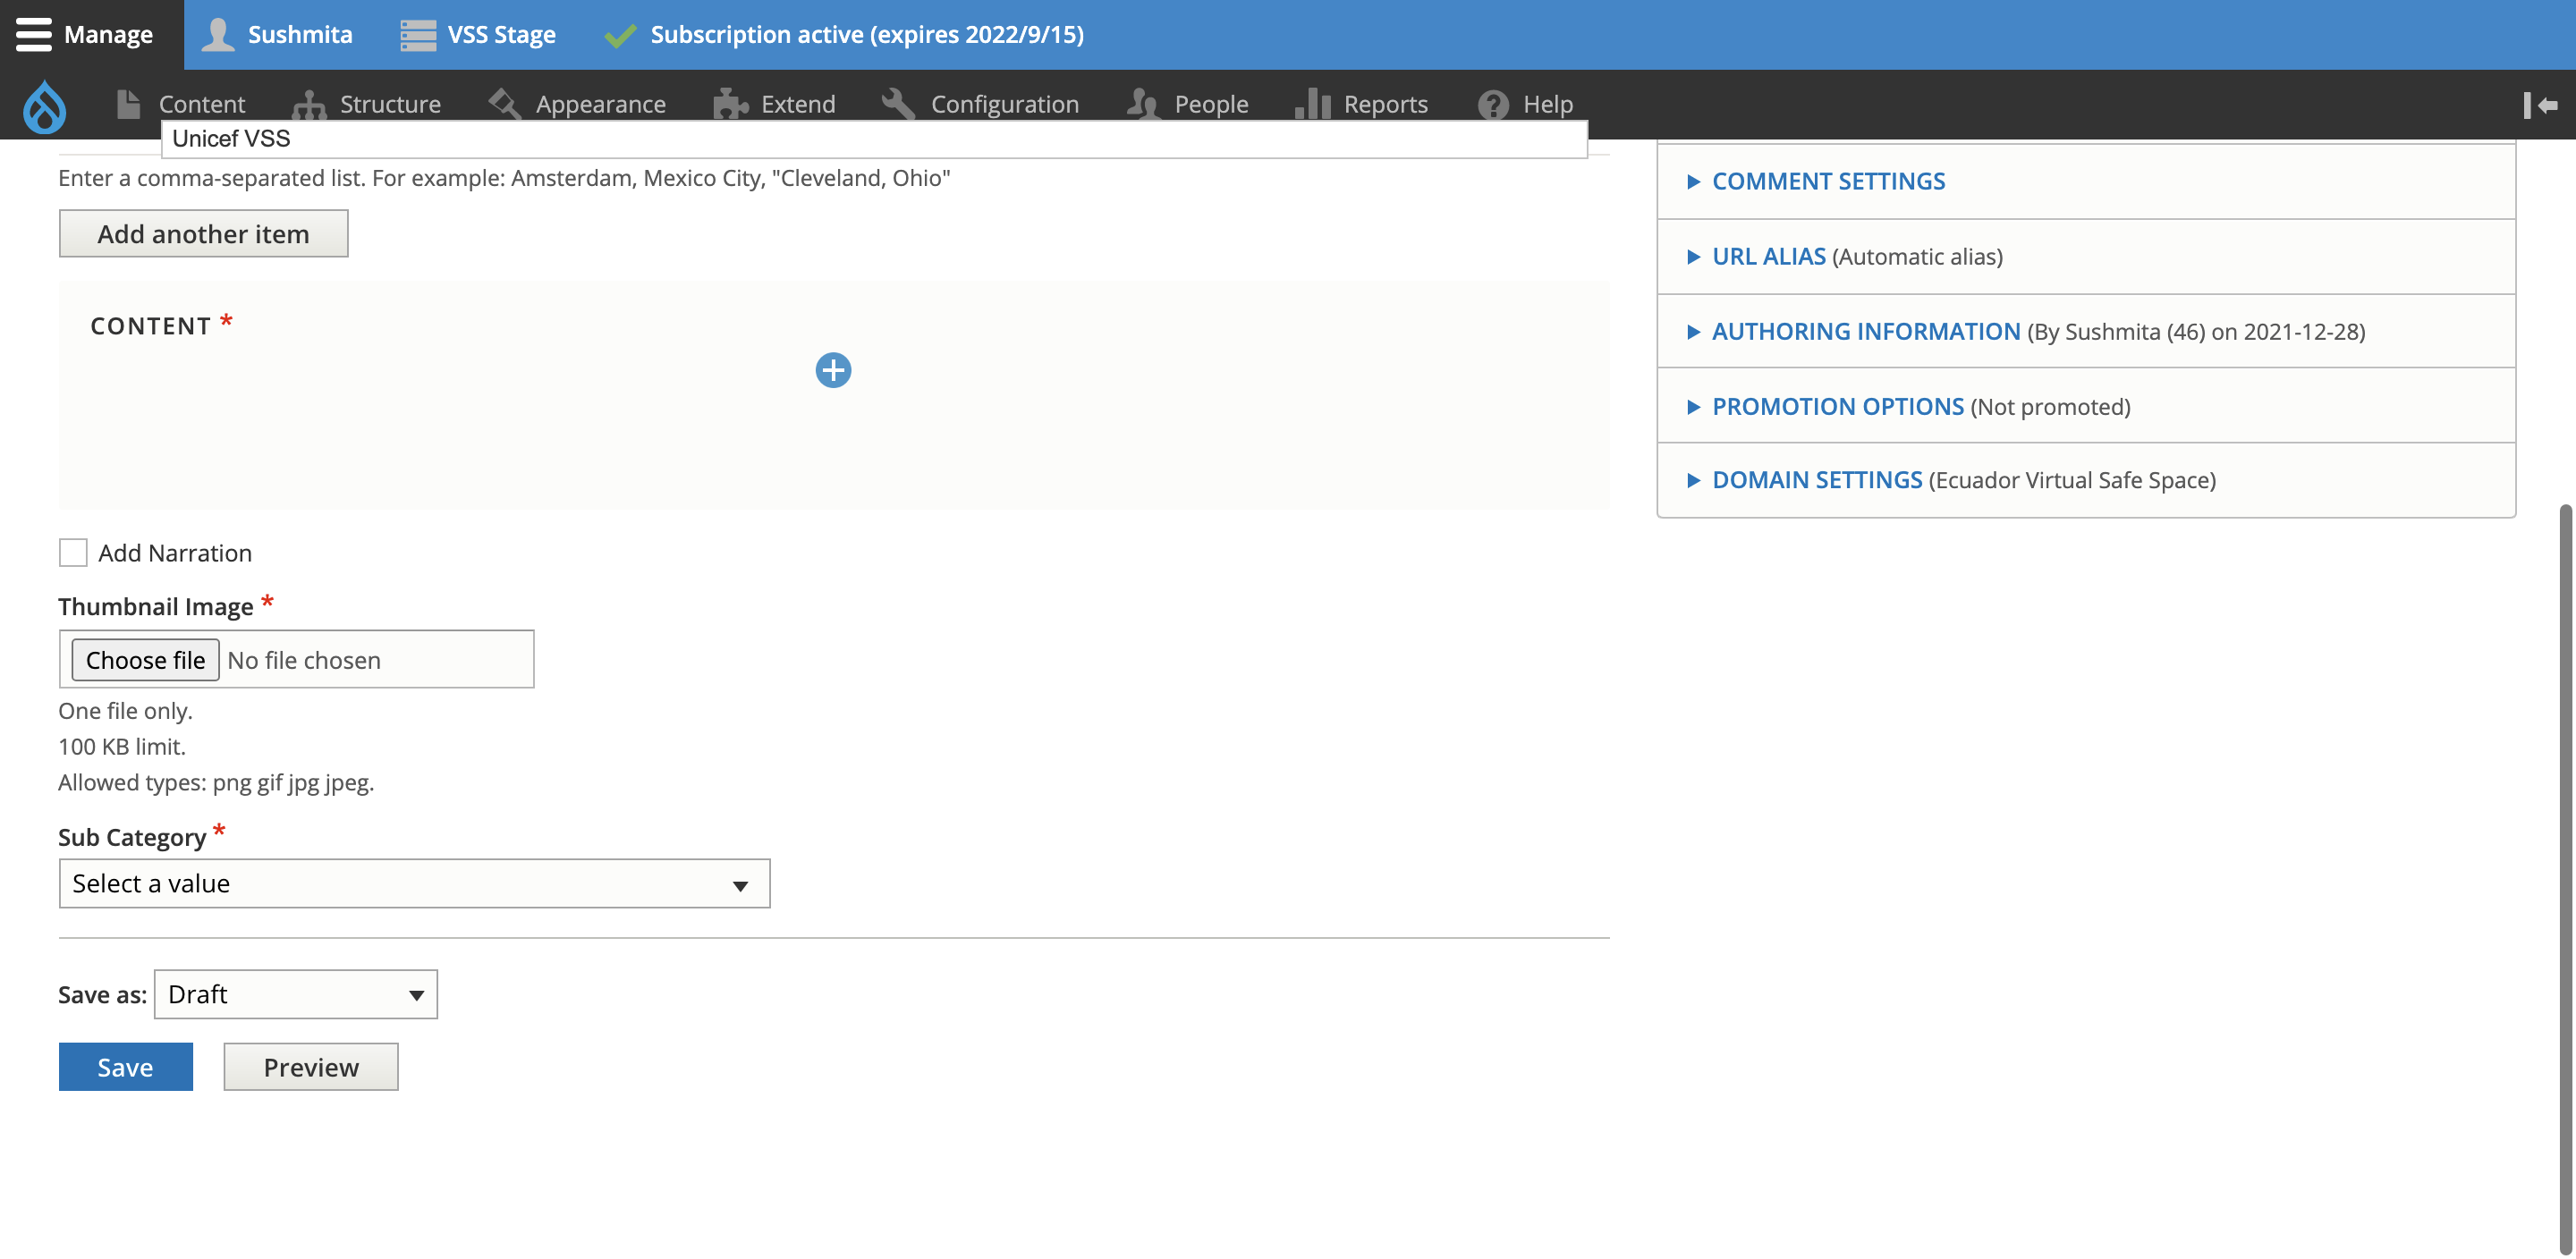 Manage Sushmita VSS Stage Subscription active (expires 2022/9/15)
Content Structure Appearance Extend Configuration People Reports Help
Unicef VSS
Enter a comma-separated list. For example: Amsterdam, Mexico City, "Cleveland, Ohio"
Add another item
CONTENT *
Add Narration
Thumbnail Image *
Choose file No file chosen
One file only.
100 KB limit.
Allowed types: png gif jpg jpeg.
Sub Category *
Select a value
Save as: Draft
Save Preview
COMMENT SETTINGS
URL ALIAS (Automatic alias)
AUTHORING INFORMATION (By Sushmita (46) on 2021-12-28)
PROMOTION OPTIONS (Not promoted)
DOMAIN SETTINGS (Ecuador Virtual Safe Space)